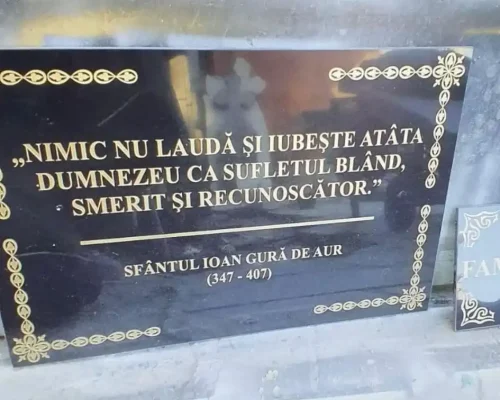 „NIMIC NU LAUDĂ ŞI IUBEŞTE ATÂTA
DUMNEZEU CA SUFLETUL BLÂND,
SMERIT ŞI RECUNOSCĂTOR.”
SFÂNTUL IOAN GURĂ DE AUR
(347 - 407)